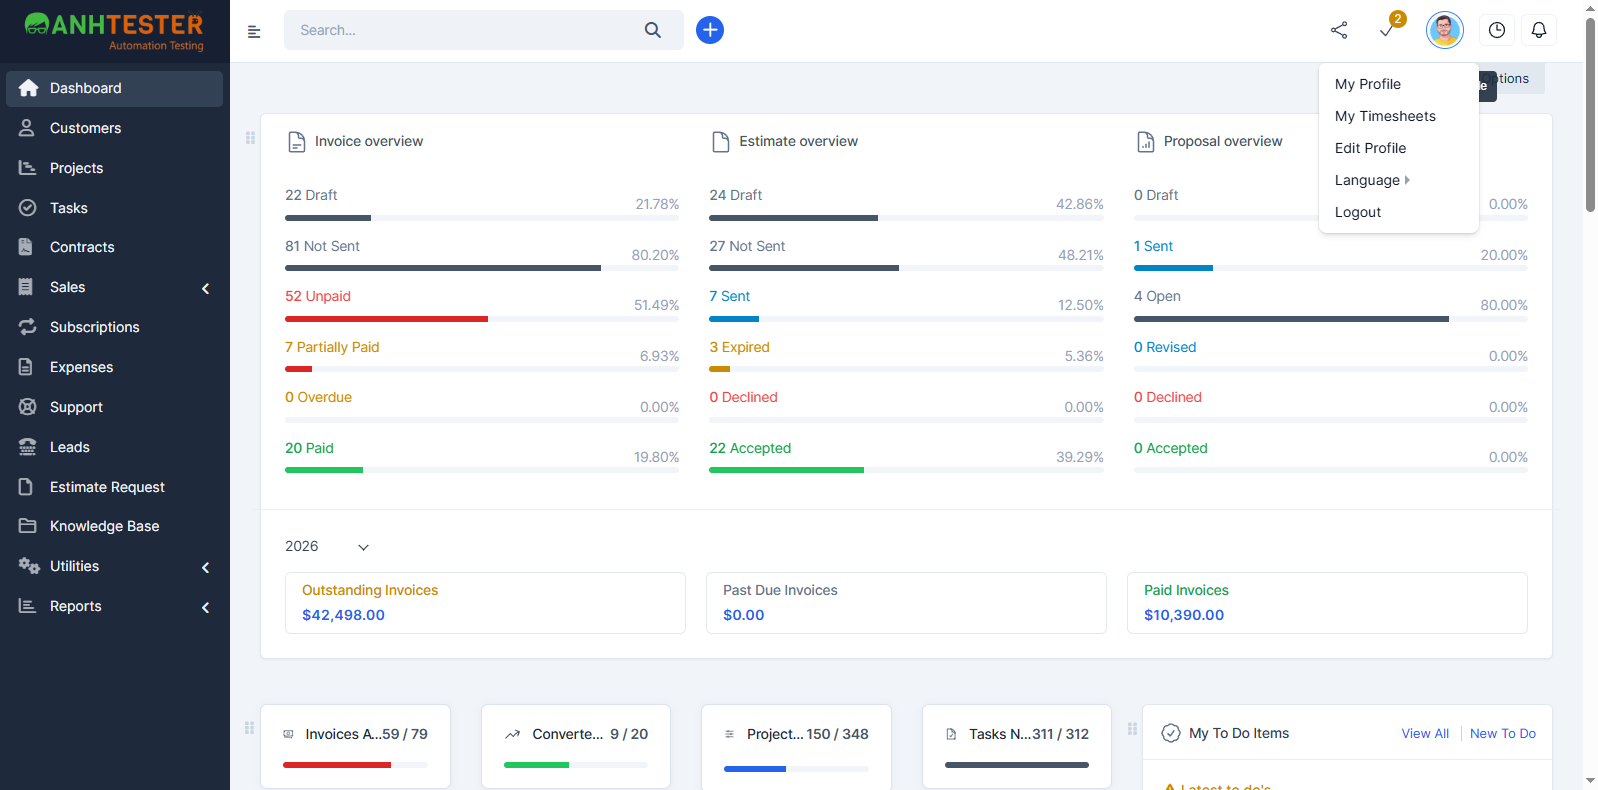 ANHTESTER
Automation Testing
Search...
2
Dashboard
Customers
Projects
Tasks
Contracts
Sales
Subscriptions
Expenses
Support
Leads
Estimate Request
Knowledge Base
Utilities
Reports
My Profile
My Timesheets
Edit Profile
Language
Logout
Invoice overview
22 Draft
21.78%
81 Not Sent
80.20%
52 Unpaid
51.49%
7 Partially Paid
6.93%
0 Overdue
0.00%
20 Paid
19.80%
Estimate overview
24 Draft
42.86%
27 Not Sent
48.21%
7 Sent
12.50%
3 Expired
5.36%
0 Declined
0.00%
22 Accepted
39.29%
Proposal overview
0 Draft
0.00%
1 Sent
20.00%
4 Open
80.00%
0 Revised
0.00%
0 Declined
0.00%
0 Accepted
0.00%
2026
Outstanding Invoices
$42,498.00
Past Due Invoices
$0.00
Paid Invoices
$10,390.00
Invoices A...59 / 79
Converte... 9 / 20
Project... 150 / 348
Tasks N...311 / 312
My To Do Items
View All
New To Do
Latest to do's